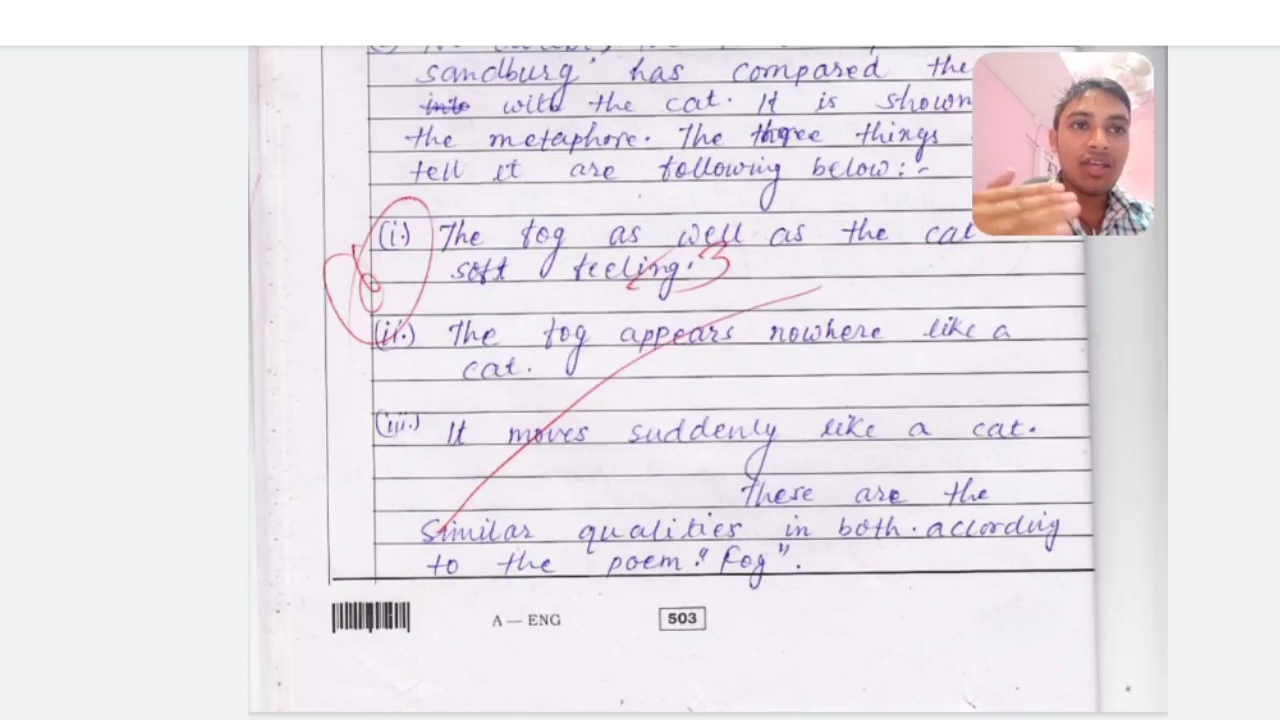 sandburg" has compared the
into with the cat. It is shown
the metaphore. The three things
tell it are following below:-
(i.) The fog as well as the cat
soft feeling. 3
(ii.) The fog appears nowhere like a
cat.
(iii.) It moves suddenly like a cat.
These are the
Similar qualities in both. according
to the poem "Fog".
A — ENG
503